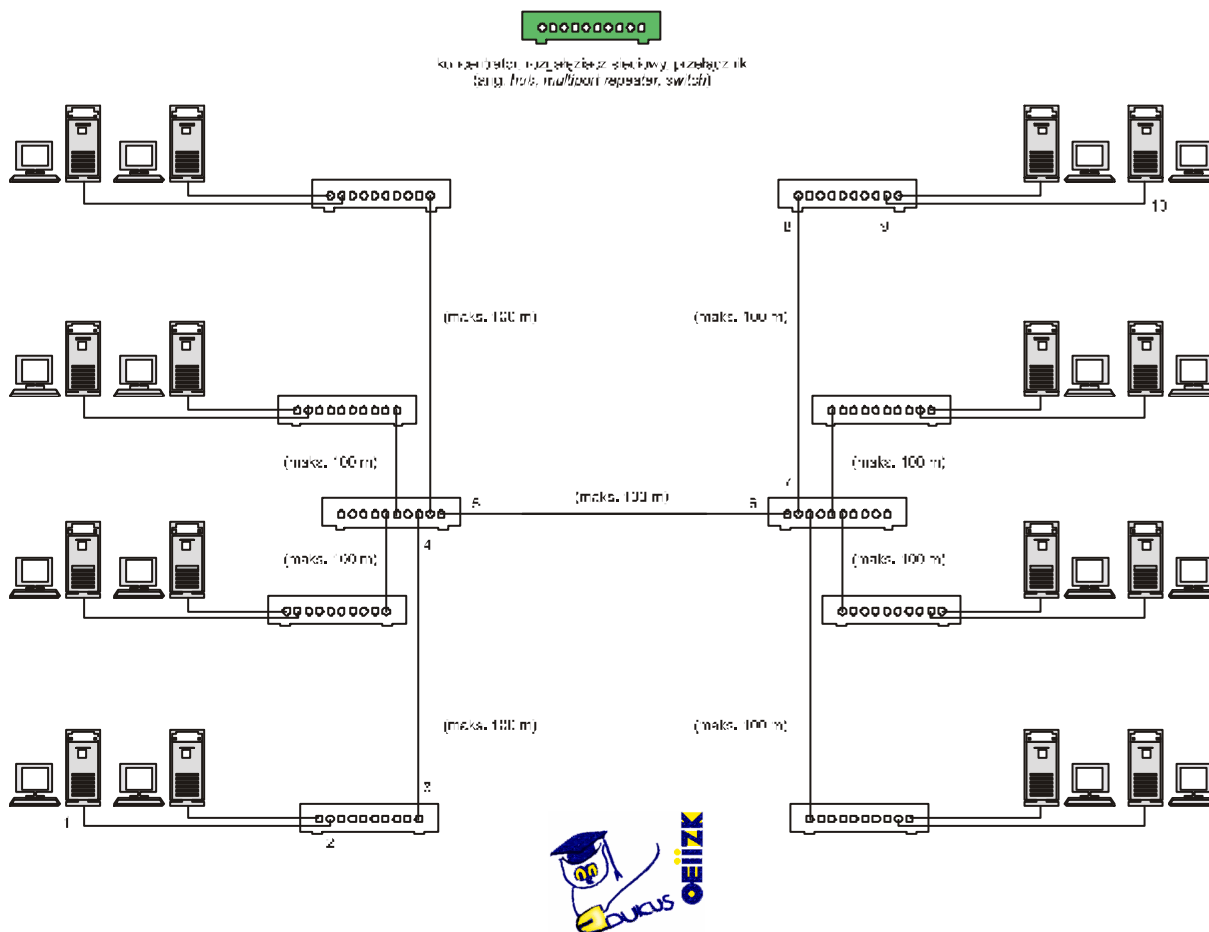 koncentrator, rozgałęziacz sieciowy, przełącznik
(ang. hub, multiport repeater, switch)
10
8
9
(maks. 100 m)
(maks. 100 m)
(maks. 100 m)
(maks. 100 m)
7
5
(maks. 100 m)
6
4
(maks. 100 m)
(maks. 100 m)
(maks. 100 m)
(maks. 100 m)
3
1
2
EDUKUS
OEIiZK